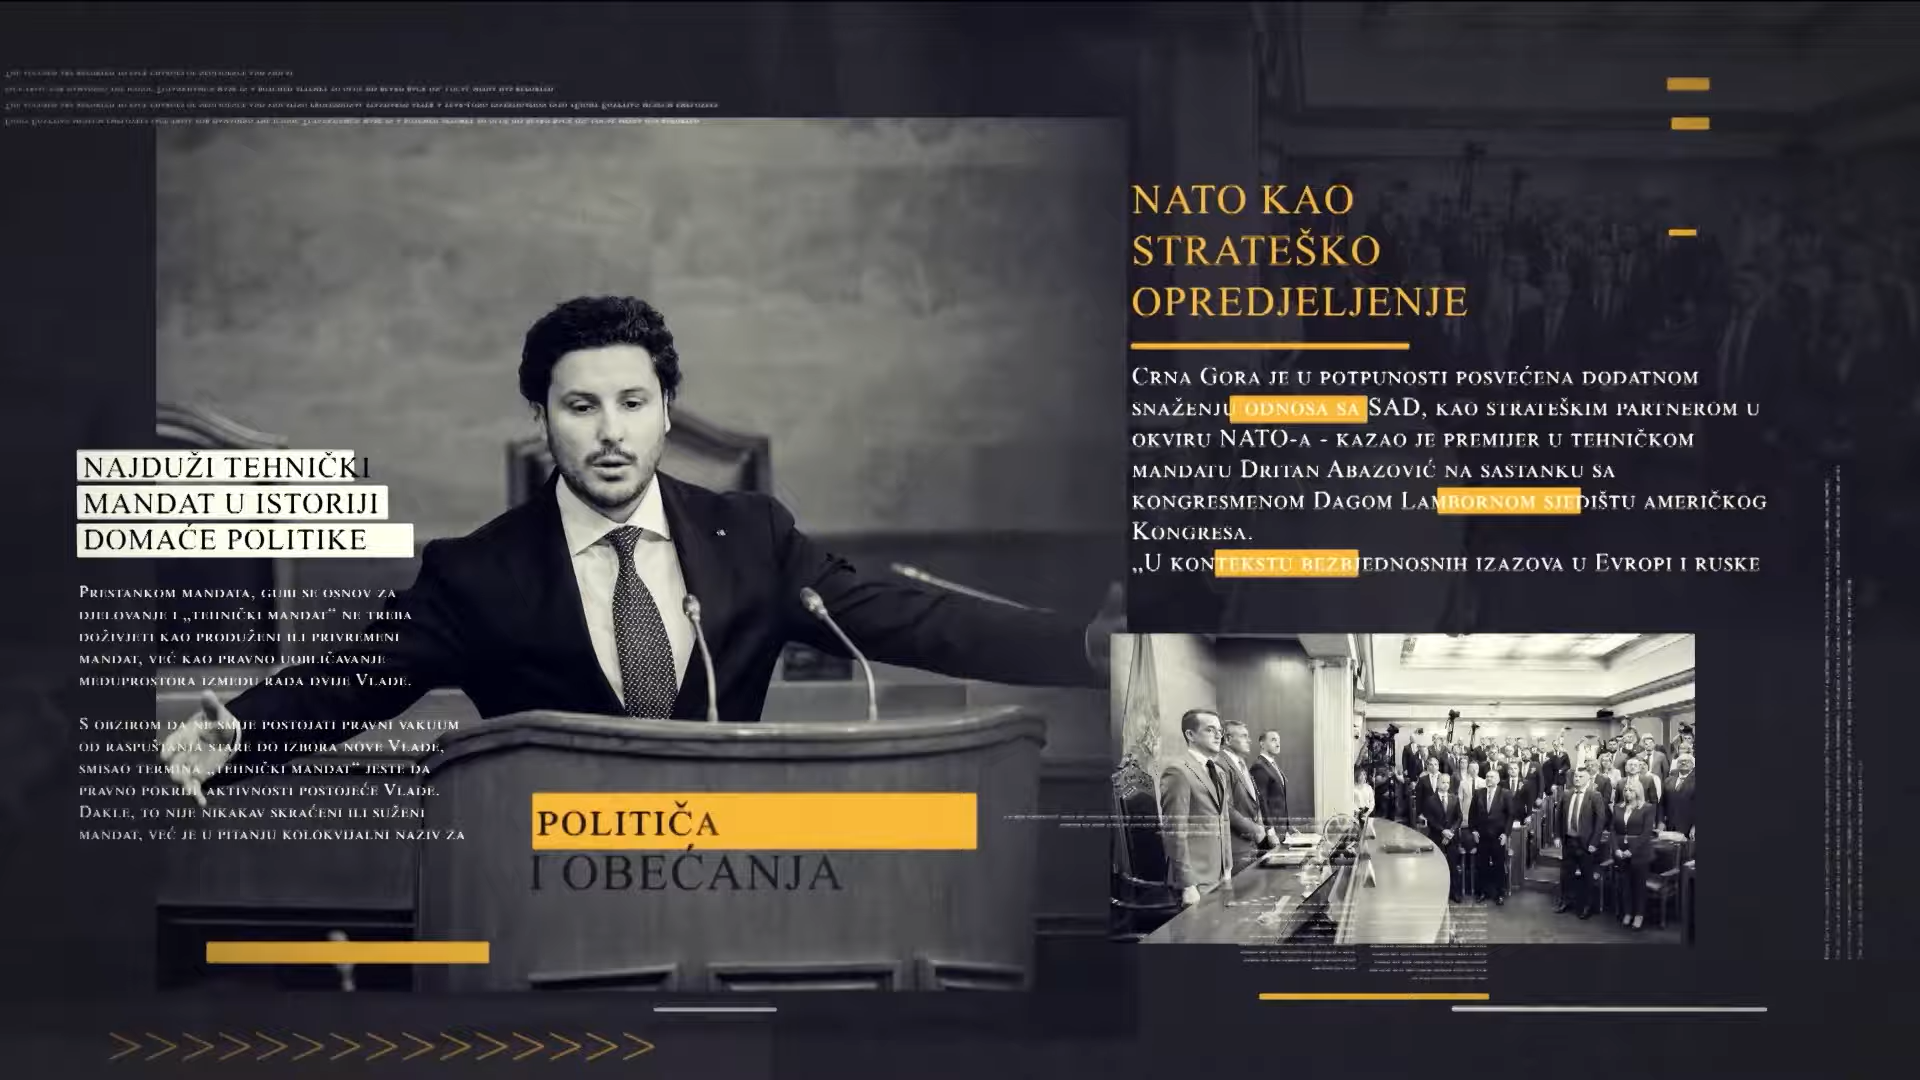 NAJDUŽI TEHNIČKI
MANDAT U ISTORIJI
DOMAĆE POLITIKE
PRESTANKOM MANDATA, GUBI SE OSNOV ZA
DJELOVANJE I „TEHNIČKI MANDAT“ NE TREBA
DOŽIVJETI KAO PRODUŽENI ILI PRIVREMENI
MANDAT, VEĆ KAO PRAVNO UOBLIČAVANJE
MEĐUPROSTORA IZMEĐU RADA DVIJE VLADE.
S OBZIROM DA NE SMIJE POSTOJATI PRAVNI VAKUUM
OD RASPUŠTANJA STARE DO IZBORA NOVE VLADE,
SMISAO TERMINA „TEHNIČKI MANDAT“ JESTE DA
PRAVNO POKRIJE AKTIVNOSTI POSTOJEĆE VLADE.
DAKLE, TO NIJE NIKAKAV SKRAĆENI ILI SUŽENI
MANDAT, VEĆ JE U PITANJU KOLOKVIJALNI NAZIV ZA
POLITIČA
I OBEĆANJA
NATO KAO
STRATEŠKO
OPREDJELJENJE
CRNA GORA JE U POTPUNOSTI POSVEĆENA DODATNOM
SNAŽENJU ODNOSA SA SAD, KAO STRATEŠKIM PARTNEROM U
OKVIRU NATO-A - KAZAO JE PREMIJER U TEHNIČKOM
MANDATU DRITAN ABAZOVIĆ NA SASTANKU SA
KONGRESMENOM DAGOM LAMBORNOM SJEDIŠTU AMERIČKOG
KONGRESA.
„U KONTEKSTU BEZBJEDNOSNIH IZAZOVA U EVROPI I RUSKE